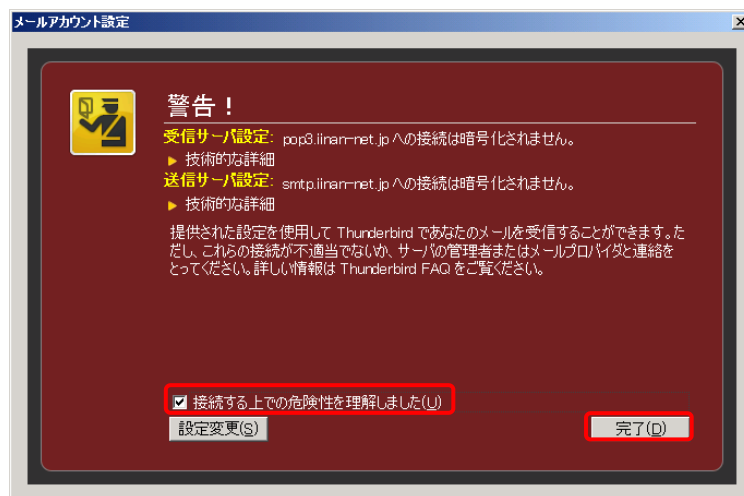 メールアカウント設定
警告！
受信サーバ設定: pop3.iinan-net.jp への接続は暗号化されません。
技術的な詳細
送信サーバ設定: smtp.iinan-net.jp への接続は暗号化されません。
技術的な詳細
提供された設定を使用して Thunderbird であなたのメールを受信することができます。た
だし、これらの接続が不適当でないか、サーバの管理者またはメールプロバイダと連絡を
とってください。詳しい情報は Thunderbird FAQ をご覧ください。
接続する上での危険性を理解しました(U)
設定変更(S)
完了(D)